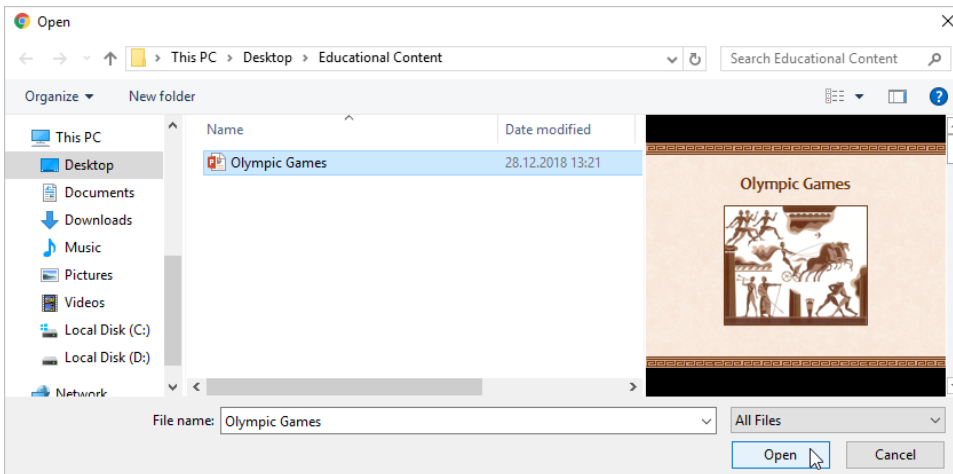 Open
This PC > Desktop > Educational Content
Search Educational Content
Organize
New folder
?
Name
Date modified
This PC
Desktop
Documents
Downloads
Music
Pictures
Videos
Local Disk (C:)
Local Disk (D:)
Network
Olympic Games
28.12.2018 13:21
Olympic Games
File name:
Olympic Games
All Files
Open
Cancel